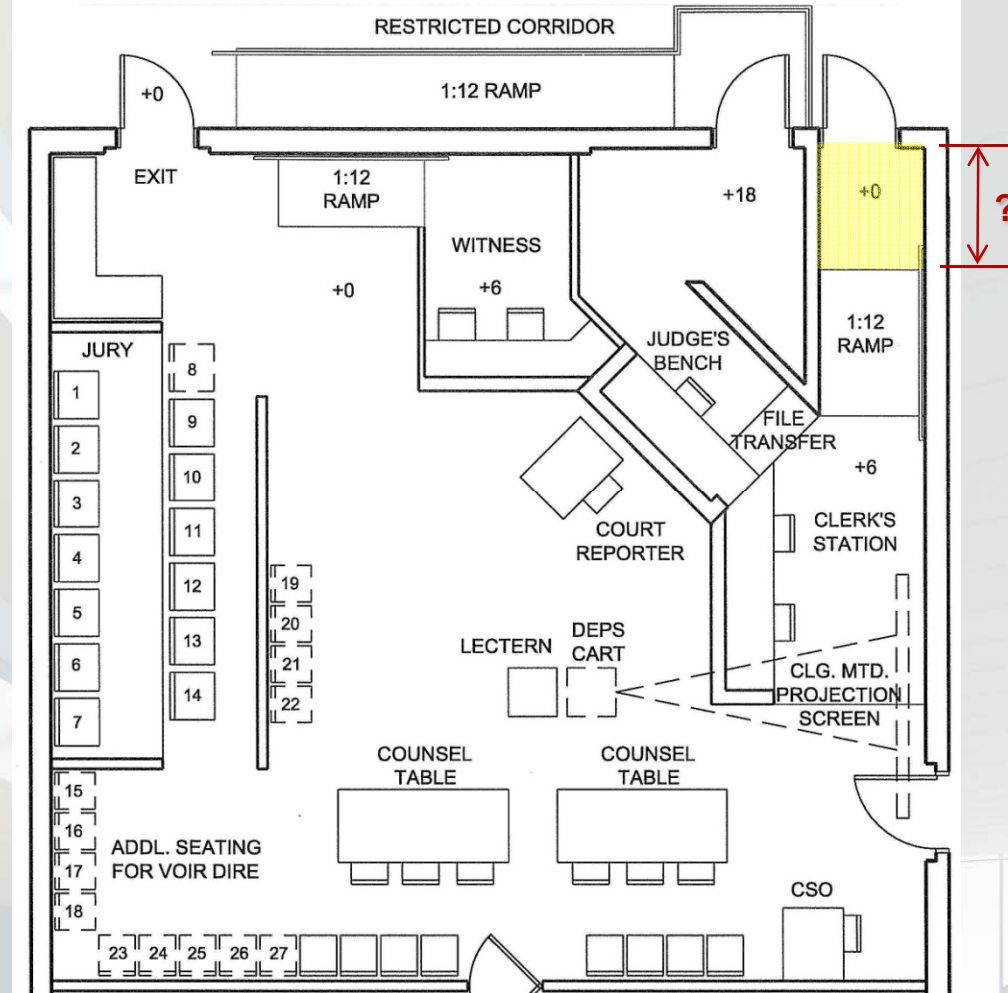 RESTRICTED CORRIDOR
1:12 RAMP
+0
EXIT
1:12
RAMP
+18
+0
?
WITNESS
+6
+0
1:12
RAMP
JURY
JUDGE'S
BENCH
1
2
3
4
5
6
7
8
9
10
11
12
13
14
FILE
TRANSFER
+6
COURT
REPORTER
CLERK'S
STATION
19
20
21
22
LECTERN
DEPS
CART
CLG. MTD.
PROJECTION
SCREEN
COUNSEL
TABLE
COUNSEL
TABLE
15
16
17
18
ADDL. SEATING
FOR VOIR DIRE
CSO
23
24
25
26
27